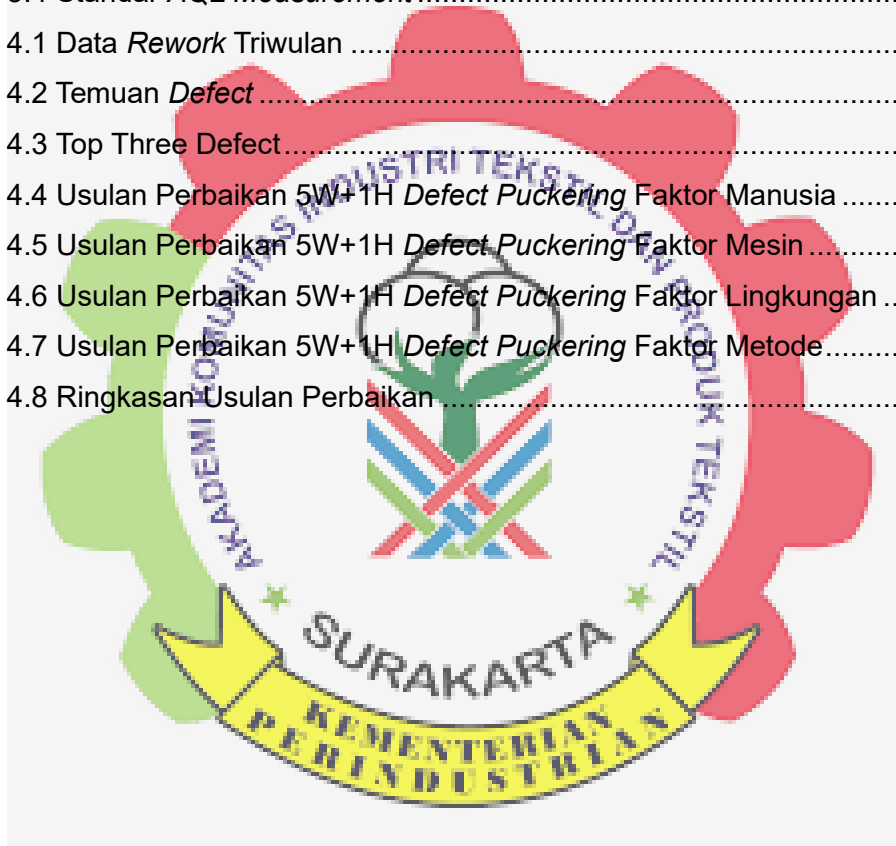 Standar AQL Measurement ........................................
4.1 Data Rework Triwulan ........................................
4.2 Temuan Defect ........................................
4.3 Top Three Defect ........................................
4.4 Usulan Perbaikan 5W+1H Defect Puckering Faktor Manusia .......
4.5 Usulan Perbaikan 5W+1H Defect Puckering Faktor Mesin ...........
4.6 Usulan Perbaikan 5W+1H Defect Puckering Faktor Lingkungan ..
4.7 Usulan Perbaikan 5W+1H Defect Puckering Faktor Metode.........
4.8 Ringkasan Usulan Perbaikan ........................................
AKADEMI KOMUNITAS INDUSTRI TEKSTIL DAN PRODUK TEKSTIL
SURAKARTA
KEMENTERIAN
PERINDUSTRIAN